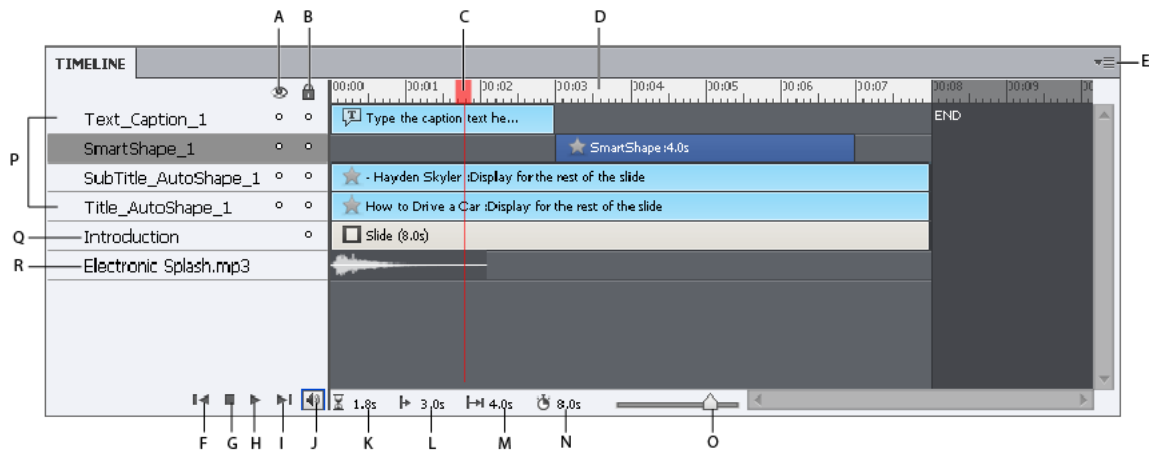 A B C D
TIMELINE
E
00:00 00:01 00:02 00:03 00:04 00:05 00:06 00:07 00:08 00:09
Text_Caption_1 Type the caption text he... END
P
SmartShape_1 SmartShape:4.0s
SubTitle_AutoShape_1 - Hayden Skyler :Display for the rest of the slide
Title_AutoShape_1 How to Drive a Car :Display for the rest of the slide
Q Introduction Slide (8.0s)
R Electronic Splash.mp3
1.8s 3.0s 4.0s 8.0s
F G H I J K L M N O